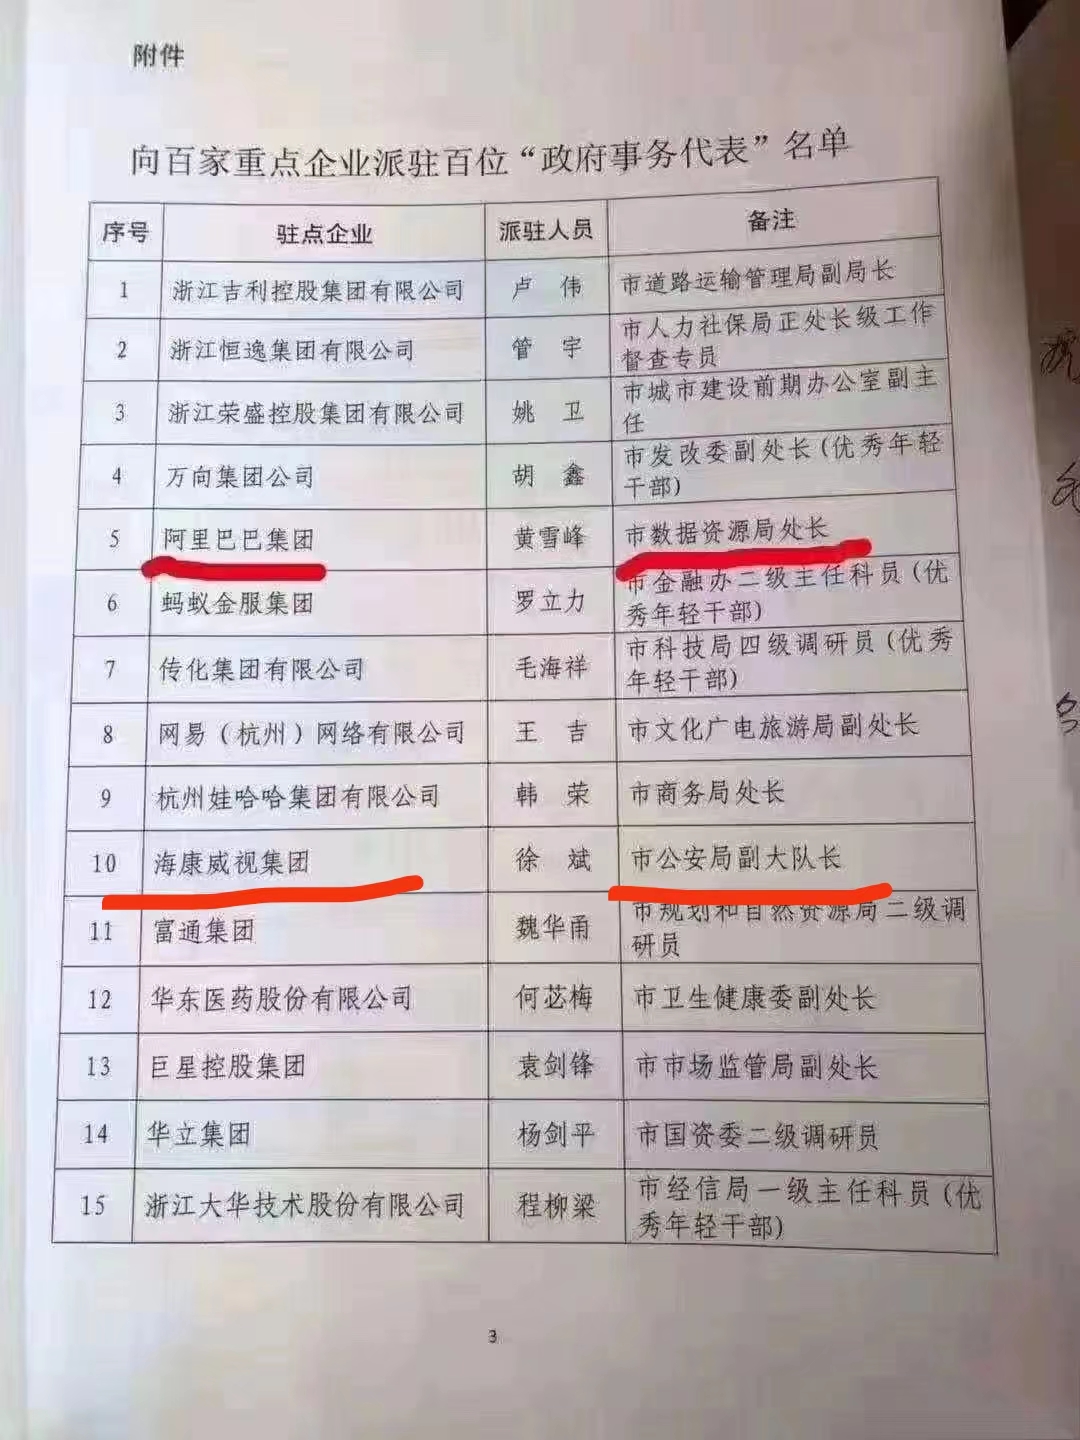 附件
向百家重点企业派驻百位“政府事务代表”名单
序号 驻点企业 派驻人员 备注
1 浙江吉利控股集团有限公司 卢 伟 市道路运输管理局副局长
2 浙江恒逸集团有限公司 管 宇 市人力社保局正处长级工作
督查专员
3 浙江荣盛控股集团有限公司 姚 卫 市城市建设前期办公室副主
任
4 万向集团公司 胡 鑫 市发改委副处长(优秀年轻
干部)
5 阿里巴巴集团 黄雪峰 市数据资源局处长
6 蚂蚁金服集团 罗立力 市金融办二级主任科员(优
秀年轻干部)
7 传化集团有限公司 毛海祥 市科技局四级调研员(优秀
年轻干部)
8 网易(杭州)网络有限公司 王 吉 市文化广电旅游局副处长
9 杭州娃哈哈集团有限公司 韩 荣 市商务局处长
10 海康威视集团 徐 斌 市公安局副大队长
11 富通集团 魏华甬 市规划和自然资源局二级调
研员
12 华东医药股份有限公司 何苾梅 市卫生健康委副处长
13 巨星控股集团 袁剑锋 市市场监管局副处长
14 华立集团 杨剑平 市国资委二级调研员
15 浙江大华技术股份有限公司 程柳梁 市经信局一级主任科员(优
秀年轻干部)
3